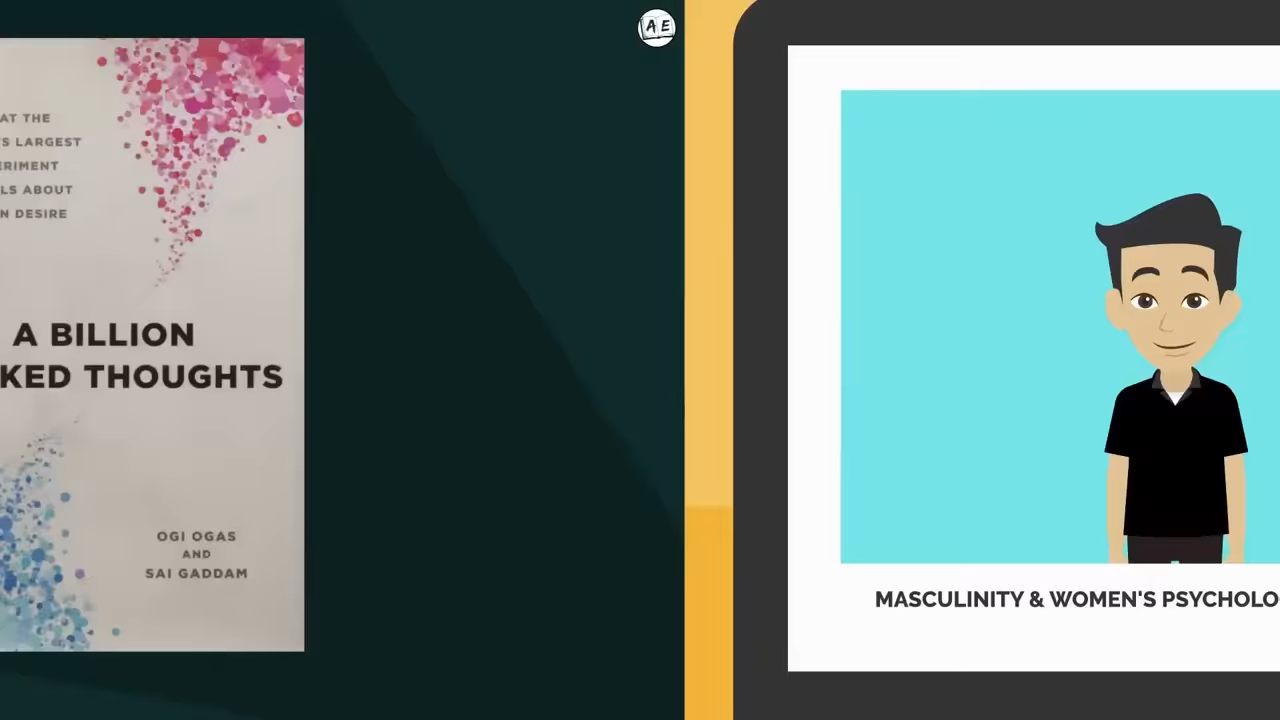 AT THE
'S LARGEST
ERIMENT
LS ABOUT
N DESIRE
A BILLION
KED THOUGHTS
OGI OGAS
AND
SAI GADDAM
AE
MASCULINITY & WOMEN'S PSYCHOLO